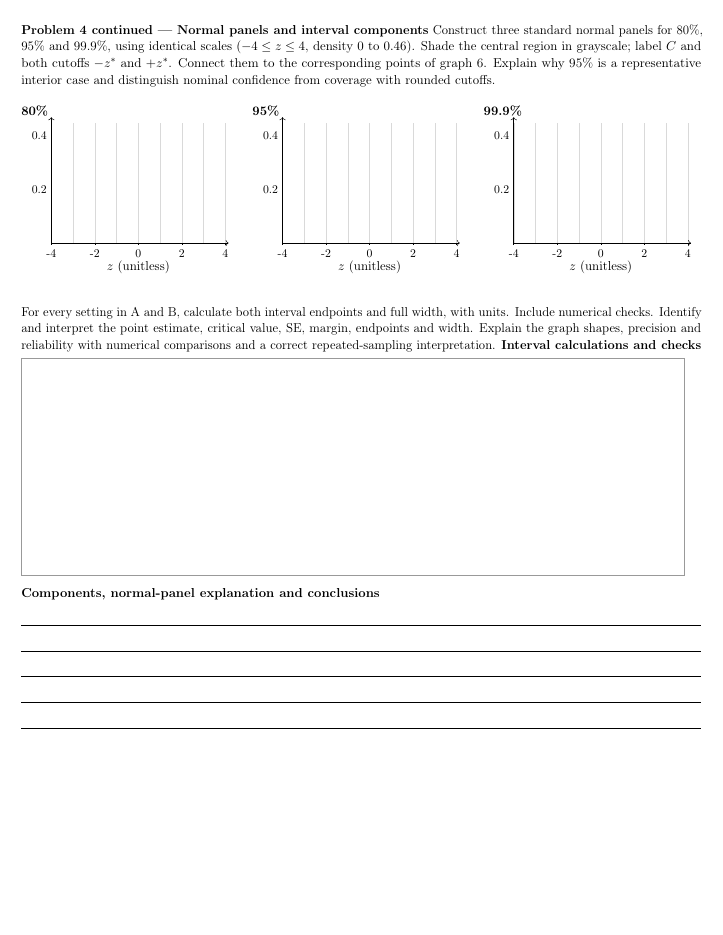 Problem 4 continued — Normal panels and interval components Construct three standard normal panels for 80%,
95% and 99.9%, using identical scales (−4 ≤ z ≤ 4, density 0 to 0.46). Shade the central region in grayscale; label C and
both cutoffs −z* and +z*. Connect them to the corresponding points of graph 6. Explain why 95% is a representative
interior case and distinguish nominal confidence from coverage with rounded cutoffs.
80% 95% 99.9%
0.4 0.4 0.4
0.2 0.2 0.2
-4 -2 0 2 4 -4 -2 0 2 4 -4 -2 0 2 4
z (unitless) z (unitless) z (unitless)
For every setting in A and B, calculate both interval endpoints and full width, with units. Include numerical checks. Identify
and interpret the point estimate, critical value, SE, margin, endpoints and width. Explain the graph shapes, precision and
reliability with numerical comparisons and a correct repeated-sampling interpretation. Interval calculations and checks
Components, normal-panel explanation and conclusions